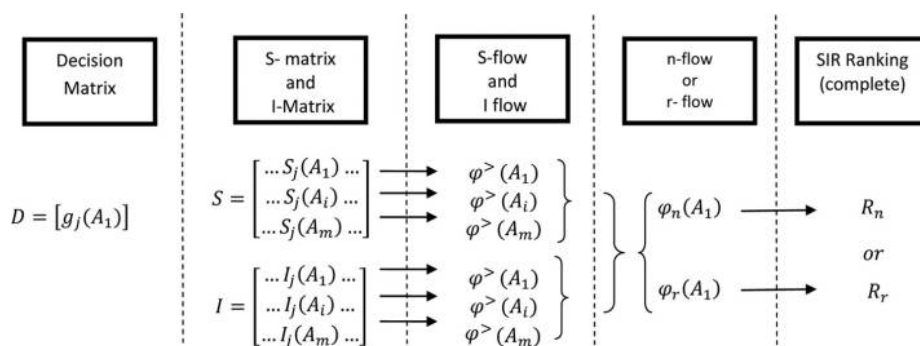 Decision
Matrix
S- matrix
and
I-Matrix
S-flow
and
I flow
n-flow
or
r- flow
SIR Ranking
(complete)
D = [g_j(A_1)]
S = [
... S_j(A_1) ...
... S_j(A_i) ...
... S_j(A_m) ...
]
φ^> (A_1)
φ^> (A_i)
φ^> (A_m)
I = [
... I_j(A_1) ...
... I_j(A_i) ...
... I_j(A_m) ...
]
φ^> (A_1)
φ^> (A_i)
φ^> (A_m)
φ_n(A_1)
φ_r(A_1)
R_n
or
R_r